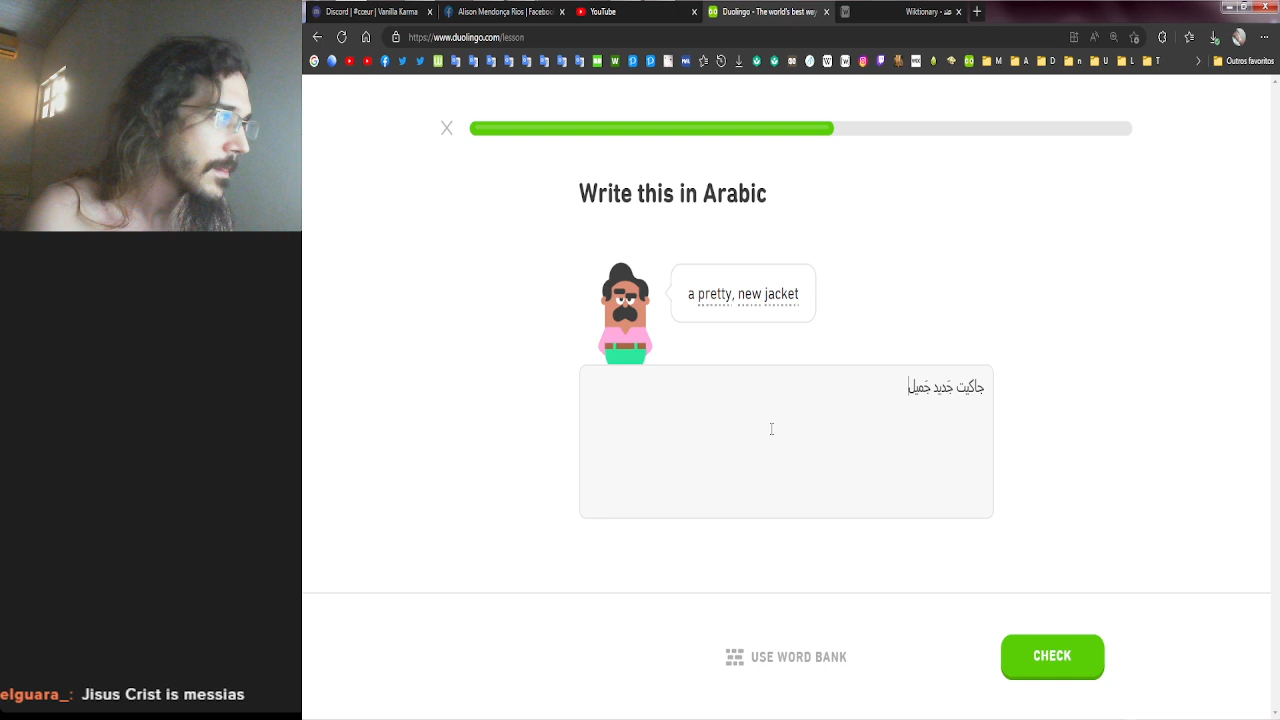 Discord | #cœur | Vanilla Karma
Alison Mendonça Rios | Facebook
YouTube
Duolingo - The world's best way
Wiktionary
https://www.duolingo.com/lesson
M
A
D
n
U
L
T
Outros favoritos
X
Write this in Arabic
a pretty, new jacket
جاكيت جَديد جَميل
USE WORD BANK
CHECK
elguara_: Jisus Crist is messias